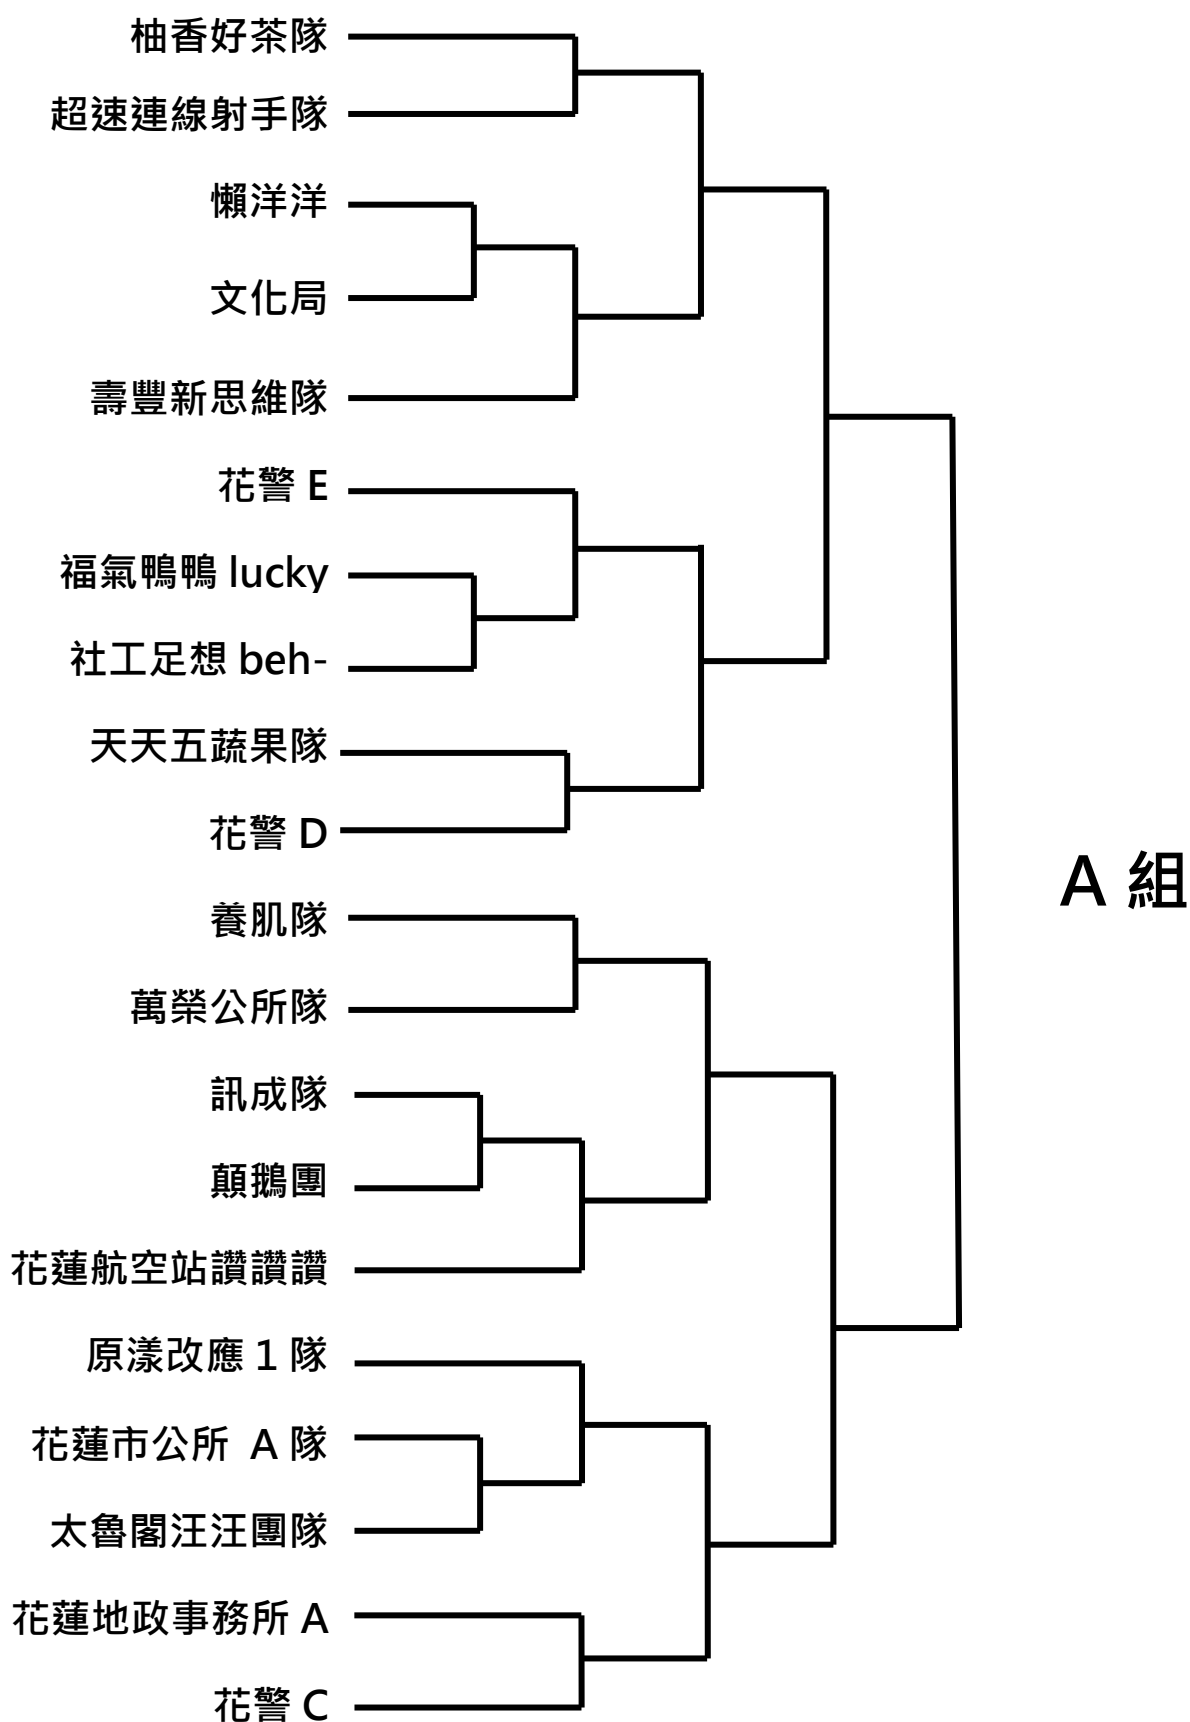 柚香好茶隊
超速連線射手隊
懶洋洋
文化局
壽豐新思維隊
花警 E
福氣鴨鴨 lucky
社工足想 beh-
天天五蔬果隊
花警 D
A 組
養肌隊
萬榮公所隊
訊成隊
顛鵝團
花蓮航空站讚讚讚
原漾改應 1 隊
花蓮市公所 A 隊
太魯閣汪汪團隊
花蓮地政事務所 A
花警 C